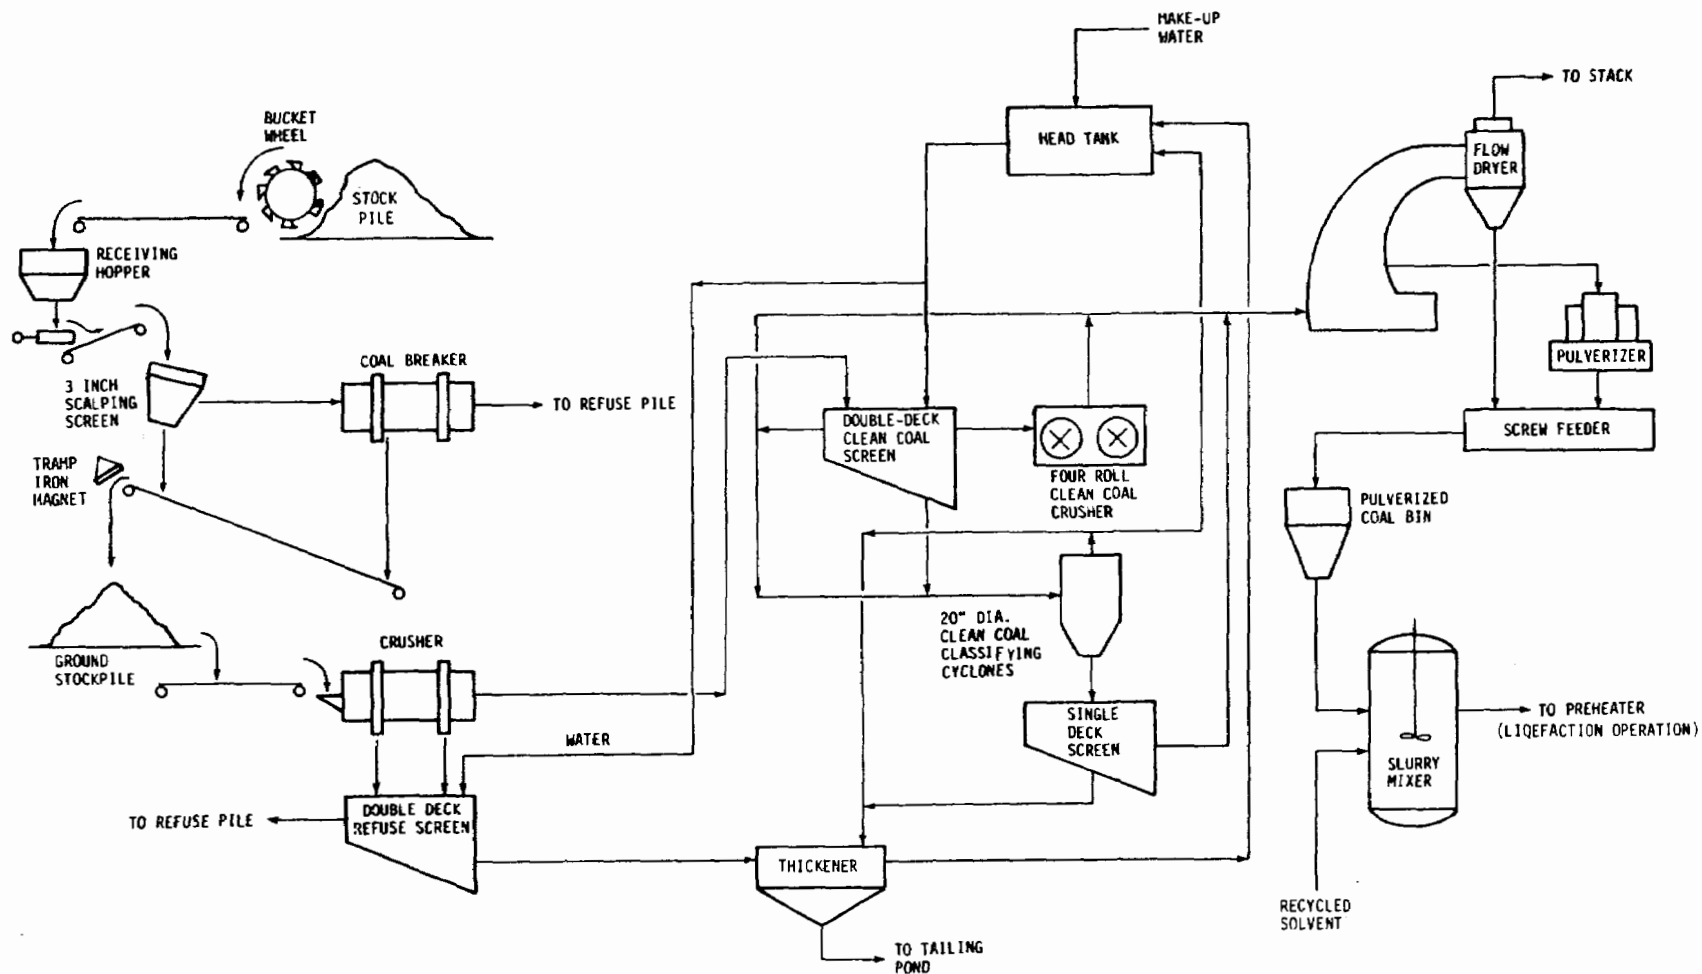 MAKE-UP
WATER
TO STACK
BUCKET
WHEEL
HEAD TANK
FLOW
DRYER
STOCK
PILE
RECEIVING
HOPPER
PULVERIZER
COAL BREAKER
3 INCH
SCALPING
SCREEN
TO REFUSE PILE
DOUBLE-DECK
CLEAN COAL
SCREEN
SCREW FEEDER
TRAMP
IRON
MAGNET
FOUR ROLL
CLEAN COAL
CRUSHER
PULVERIZED
COAL BIN
20" DIA.
CLEAN COAL
CLASSIFYING
CYCLONES
CRUSHER
GROUND
STOCKPILE
SINGLE
DECK
SCREEN
TO PREHEATER
(LIQEFACTION OPERATION)
WATER
SLURRY
MIXER
DOUBLE DECK
REFUSE SCREEN
TO REFUSE PILE
THICKENER
RECYCLED
SOLVENT
TO TAILING
POND